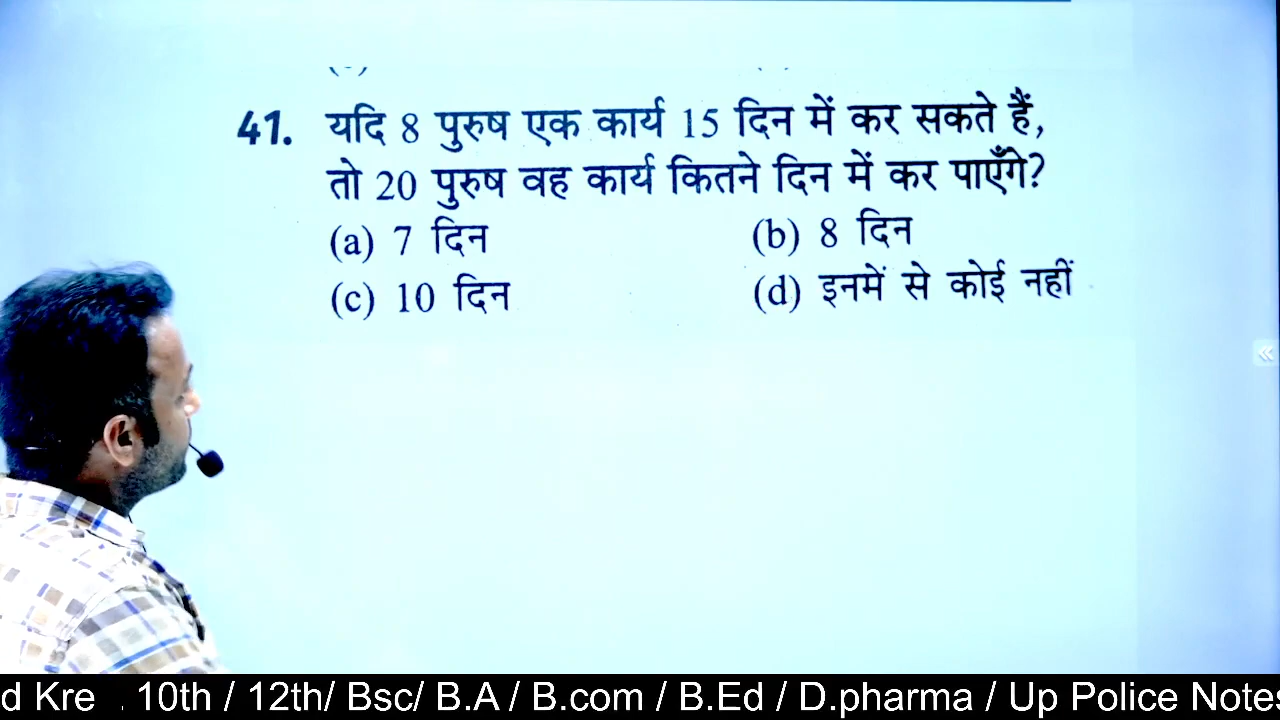 41. यदि 8 पुरुष एक कार्य 15 दिन में कर सकते हैं,
तो 20 पुरुष वह कार्य कितने दिन में कर पाएँगे?
(a) 7 दिन (b) 8 दिन
(c) 10 दिन (d) इनमें से कोई नहीं
d Kre . 10th / 12th/ Bsc/ B.A / B.com / B.Ed / D.pharma / Up Police Notes